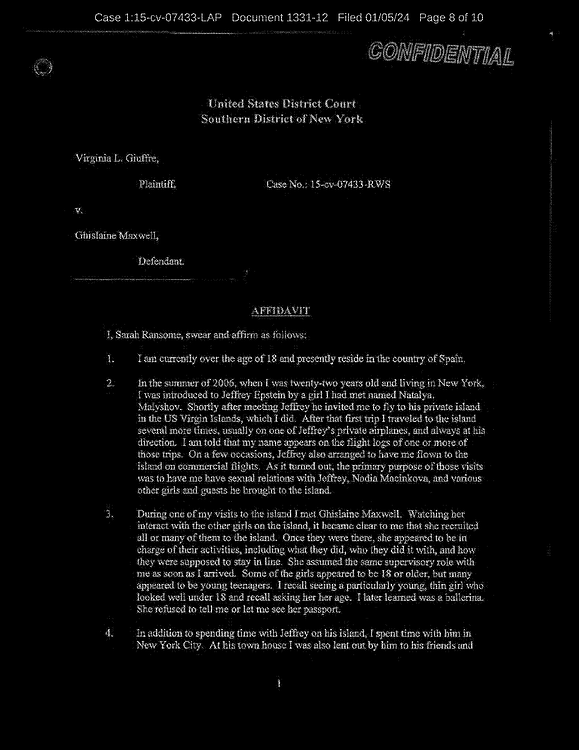 Case 1:15-cv-07433-LAP Document 1331-12 Filed 01/05/24 Page 8 of 10
CONFIDENTIAL
United States District Court
Southern District of New York
Virginia L. Giuffre,
Plaintiff, Case No.: 15-cv-07433-RWS
v.
Ghislaine Maxwell,
Defendant.
AFFIDAVIT
I, Sarah Ransome, swear and affirm as follows:
1. I am currently over the age of 18 and presently reside in the country of Spain.
2. In the summer of 2006, when I was twenty-two years old and living in New York,
I was introduced to Jeffrey Epstein by a girl I had met named Natalya.
Malyshov. Shortly after meeting Jeffrey he invited me to fly to his private island
in the US Virgin Islands, which I did. After that first trip I traveled to the island
several more times, usually on one of Jeffrey's private airplanes, and always at his
direction. I am told that my name appears on the flight logs of one or more of
those trips. On a few occasions, Jeffrey also arranged to have me flown to the
island on commercial flights. As it turned out, the primary purpose of those visits
was to have me have sexual relations with Jeffrey, Nadia Macinkova, and various
other girls and guests he brought to the island.
3. During one of my visits to the island I met Ghislaine Maxwell. Watching her
interact with the other girls on the island, it became clear to me that she recruited
all or many of them to the island. Once they were there, she appeared to be in
charge of their activities, including what they did, who they did it with, and how
they were supposed to stay in line. She assumed the same supervisory role with
me as soon as I arrived. Some of the girls appeared to be 18 or older, but many
appeared to be young teenagers. I recall seeing a particularly young, thin girl who
looked well under 18 and recall asking her her age. I later learned was a ballerina.
She refused to tell me or let me see her passport.
4. In addition to spending time with Jeffrey on his island, I spent time with him in
New York City. At his town house I was also lent out by him to his friends and
1